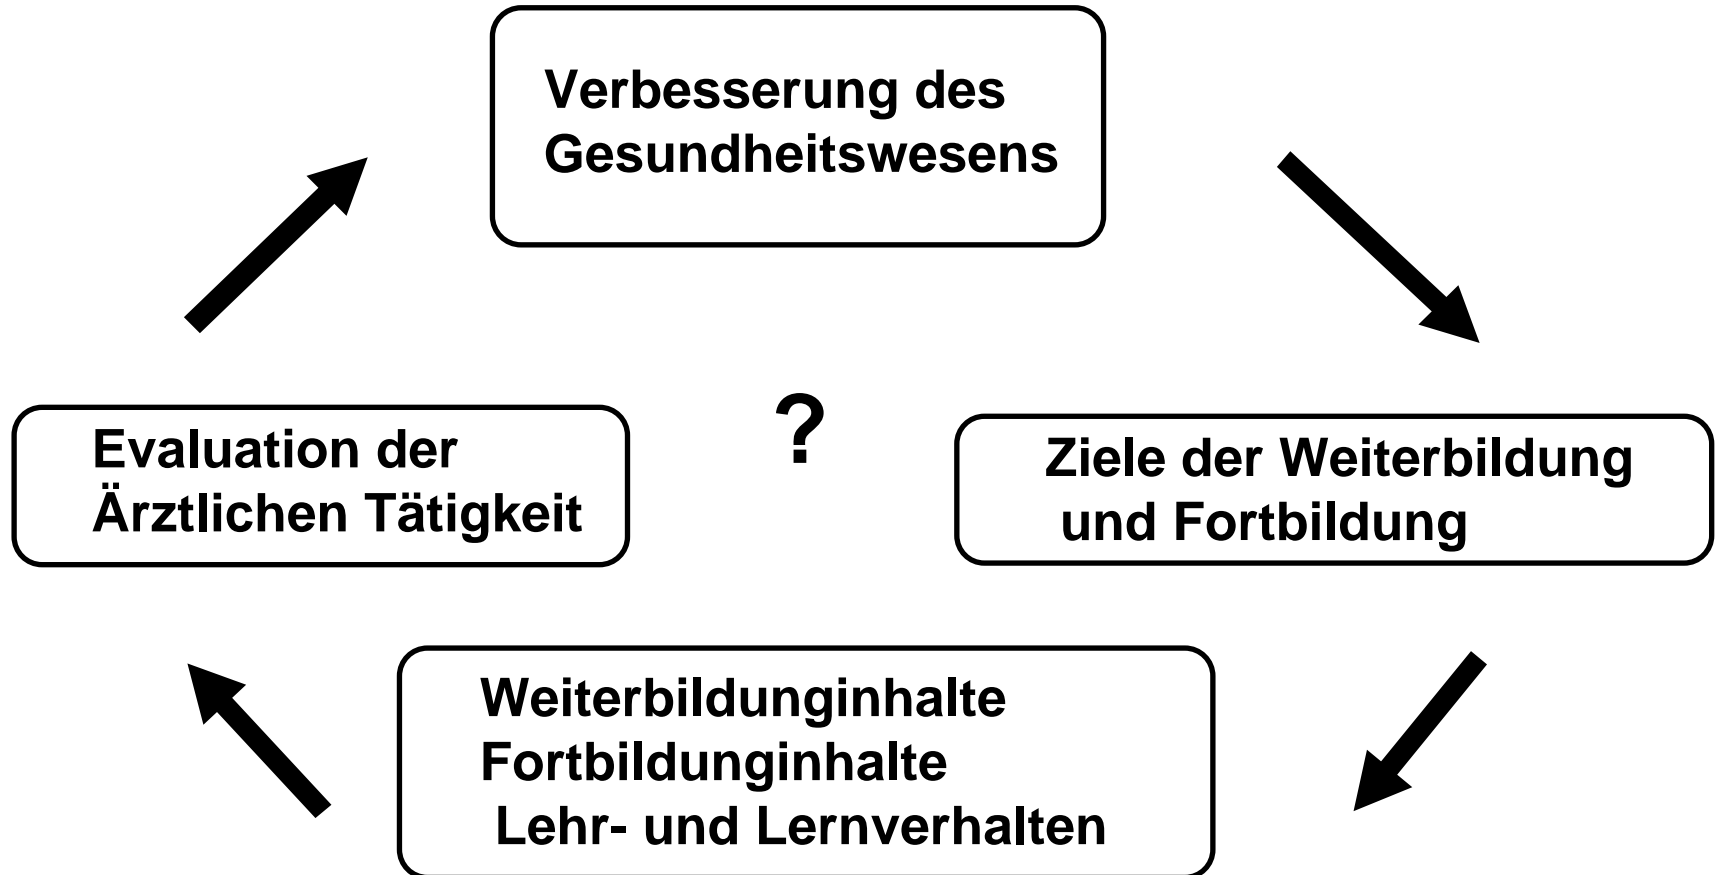 Verbesserung des
Gesundheitswesens
?
Evaluation der
Ärztlichen Tätigkeit
Ziele der Weiterbildung
und Fortbildung
Weiterbildunginhalte
Fortbildunginhalte
Lehr- und Lernverhalten